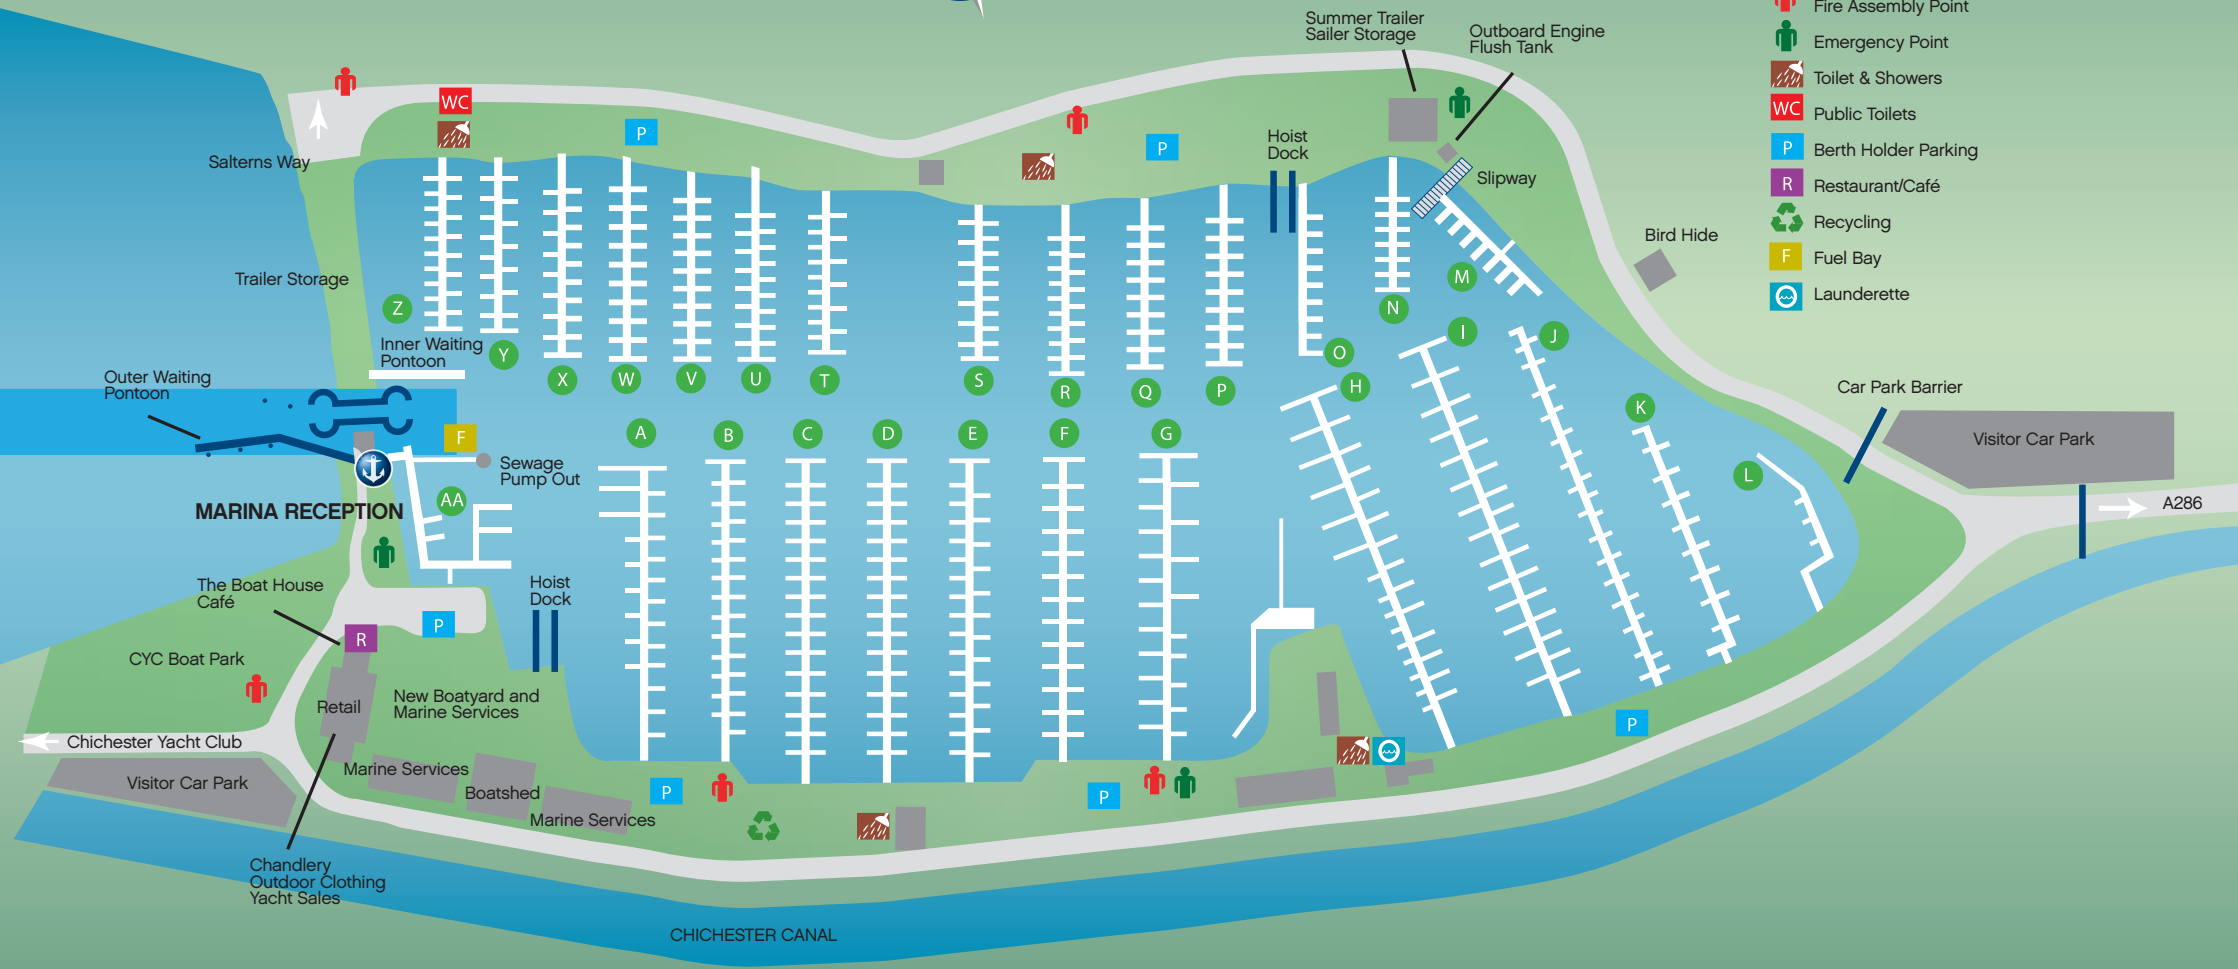 Summer Trailer
Sailer Storage
Outboard Engine
Flush Tank
Fire Assembly Point
Emergency Point
Toilet & Showers
WC
Public Toilets
P
Berth Holder Parking
R
Restaurant/Café
Recycling
F
Fuel Bay
Launderette
WC
P
P
Hoist
Dock
Salterns Way
Slipway
Bird Hide
Trailer Storage
Z
Y
X
W
V
U
T
S
R
Q
P
O
N
M
Inner Waiting
Pontoon
Outer Waiting
Pontoon
H
I
J
K
L
Car Park Barrier
Visitor Car Park
A286
A
B
C
D
E
F
G
F
Sewage
Pump Out
AA
MARINA RECEPTION
The Boat House
Café
Hoist
Dock
P
R
CYC Boat Park
Retail
New Boatyard and
Marine Services
Chichester Yacht Club
Marine Services
Visitor Car Park
Boatshed
Marine Services
P
P
P
Chandlery
Outdoor Clothing
Yacht Sales
CHICHESTER CANAL